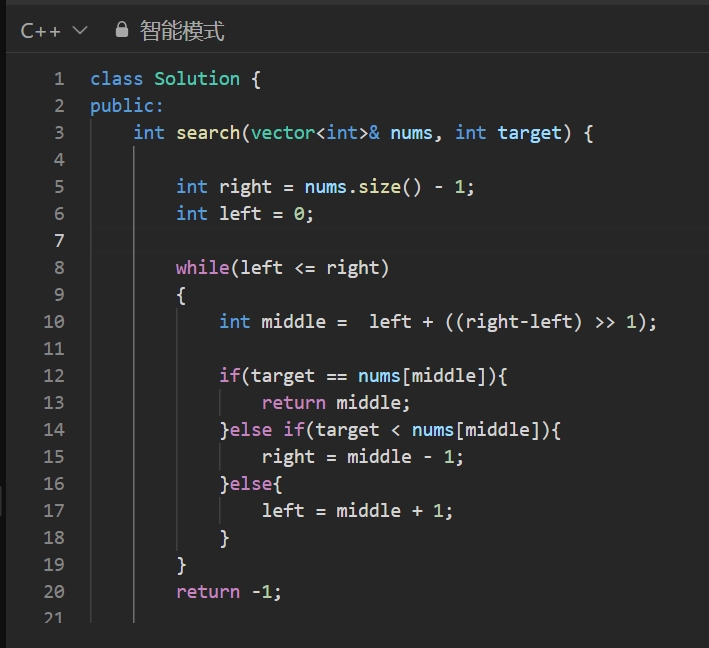 C++ 智能模式
1 class Solution {
2 public:
3     int search(vector<int>& nums, int target) {
4
5         int right = nums.size() - 1;
6         int left = 0;
7
8         while(left <= right)
9         {
10             int middle =  left + ((right-left) >> 1);
11
12             if(target == nums[middle]){
13                 return middle;
14             }else if(target < nums[middle]){
15                 right = middle - 1;
16             }else{
17                 left = middle + 1;
18             }
19         }
20         return -1;
21